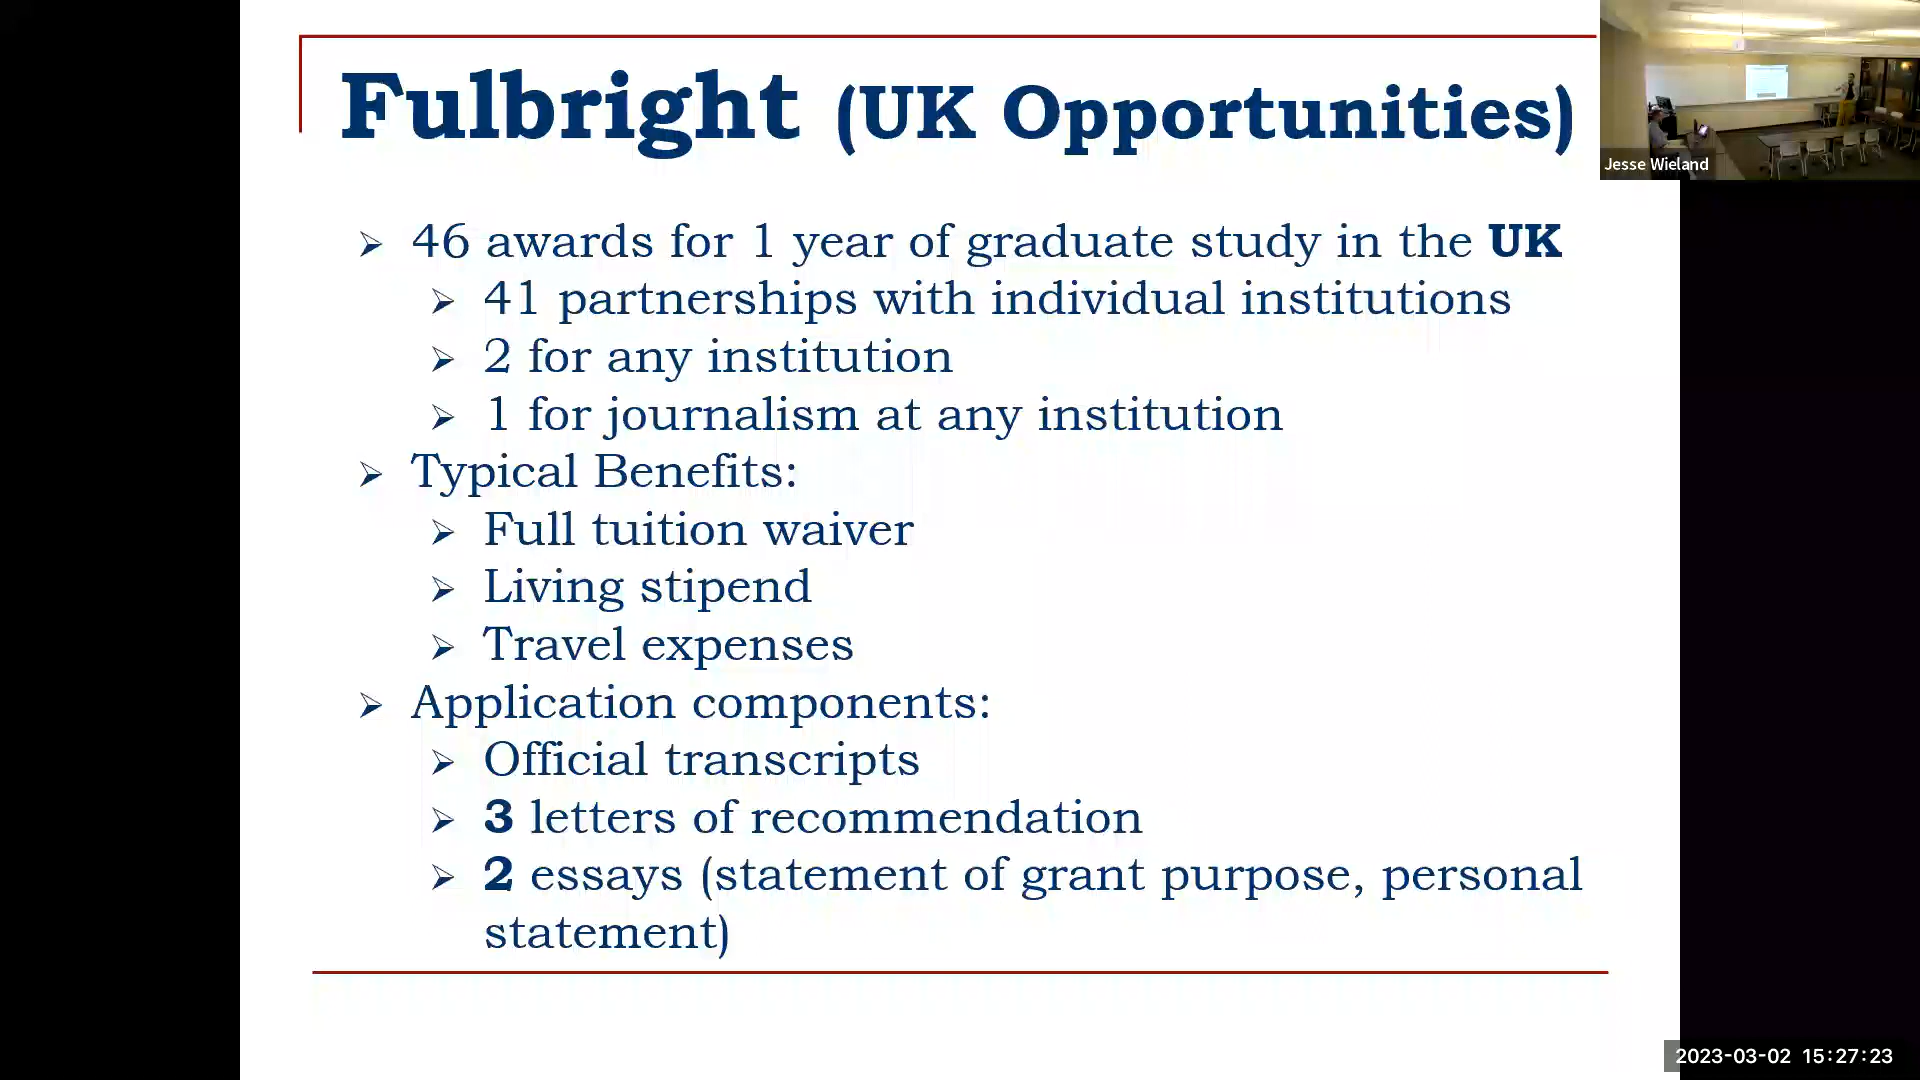 Fulbright (UK Opportunities)
Jesse Wieland
➢ 46 awards for 1 year of graduate study in the UK
➢ 41 partnerships with individual institutions
➢ 2 for any institution
➢ 1 for journalism at any institution
➢ Typical Benefits:
➢ Full tuition waiver
➢ Living stipend
➢ Travel expenses
➢ Application components:
➢ Official transcripts
➢ 3 letters of recommendation
➢ 2 essays (statement of grant purpose, personal
statement)
2023-03-02 15:27:23